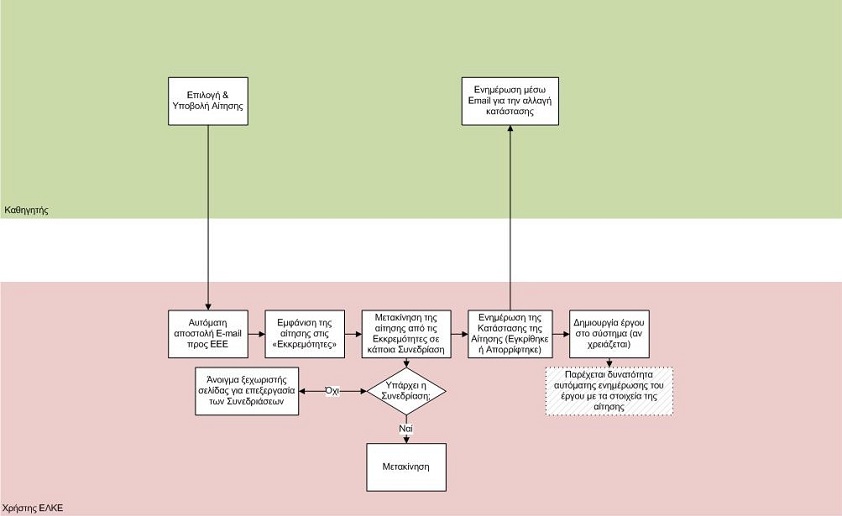 Επιλογή &
Υποβολή Αίτησης
Ενημέρωση μέσω
Email για την αλλαγή
κατάστασης
Καθηγητής
Αυτόματη
αποστολή E-mail
προς ΕΕΕ
Εμφάνιση της
αίτησης στις
«Εκκρεμότητες»
Μετακίνηση της
αίτησης από τις
Εκκρεμότητες σε
κάποια Συνεδρίαση
Ενημέρωση της
Κατάστασης της
Αίτησης (Εγκρίθηκε
ή Απορρίφτηκε)
Δημιουργία έργου
στο σύστημα (αν
χρειάζεται)
Άνοιγμα ξεχωριστής
σελίδας για επεξεργασία
των Συνεδριάσεων
Όχι
Υπάρχει η
Συνεδρίαση;
Παρέχεται δυνατότητα
αυτόματης ενημέρωσης του
έργου με τα στοιχεία της
αίτησης
Ναί
Μετακίνηση
Χρήστης ΕΛΚΕ